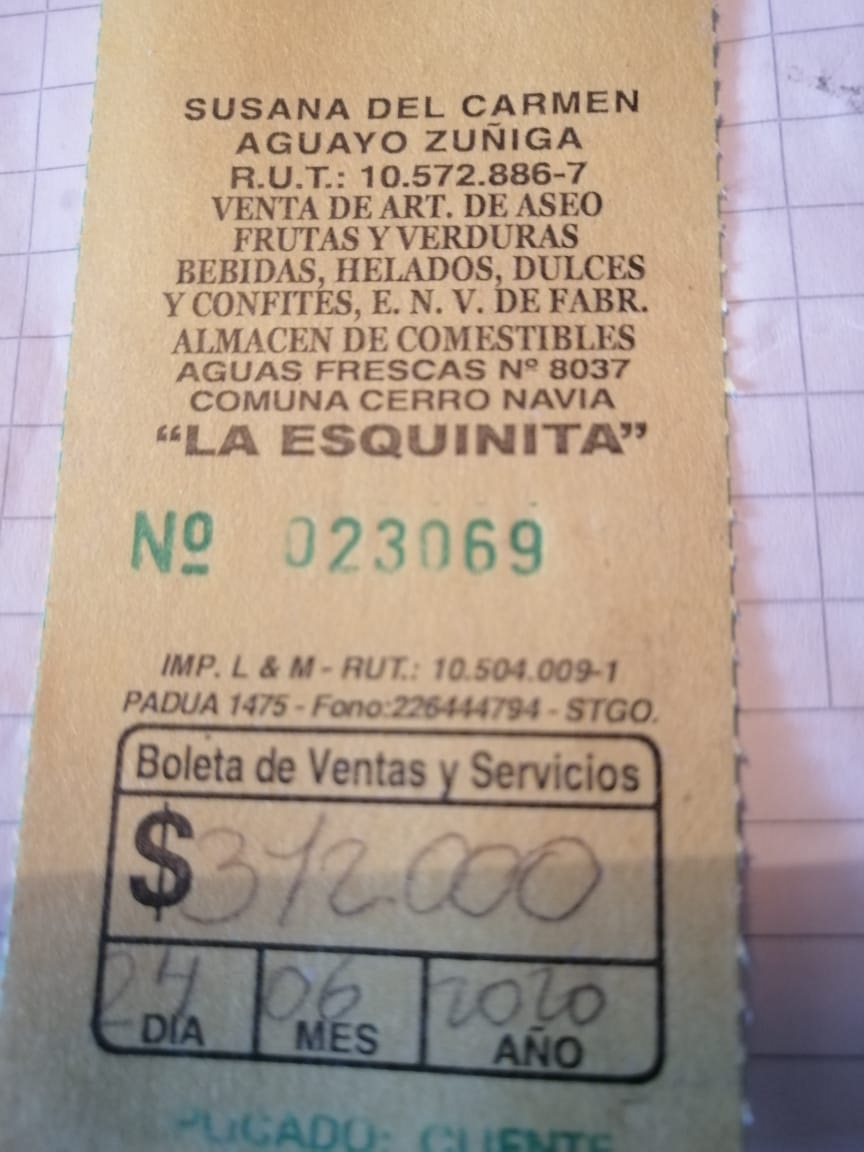 SUSANA DEL CARMEN
AGUAYO ZUÑIGA
R.U.T.: 10.572.886-7
VENTA DE ART. DE ASEO
FRUTAS Y VERDURAS
BEBIDAS, HELADOS, DULCES
Y CONFITES, E. N. V. DE FABR.
ALMACEN DE COMESTIBLES
AGUAS FRESCAS Nº 8037
COMUNA CERRO NAVIA
“LA ESQUINITA”
Nº 023069
IMP. L & M - RUT.: 10.504.009-1
PADUA 1475 - Fono:226444794 - STGO.
Boleta de Ventas y Servicios
$ 312.000
24 06 2020
DIA MES AÑO
CLIENTE